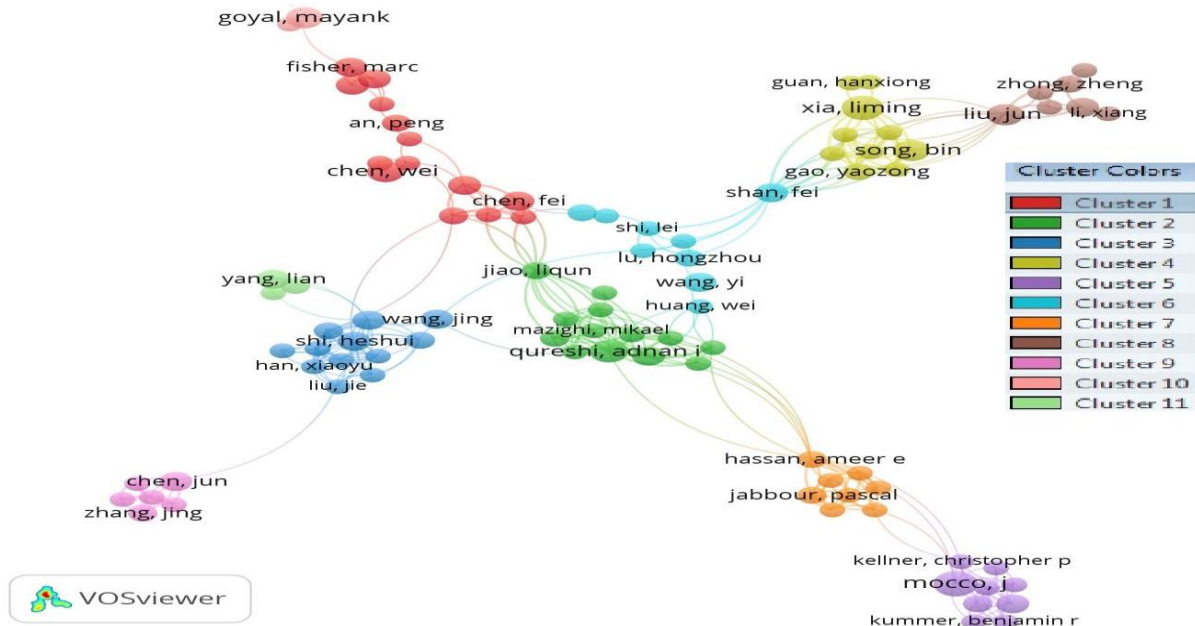 goyal, mayank
fisher, marc
an, peng
chen, wei
chen, fei
guan, hanxiong
xia, liming
zhong, zheng
liu, jun
li, xiang
song, bin
gao, yaozong
shan, fei
shi, lei
lu, hongzhou
wang, yi
huang, wei
jiao, liqun
yang, lian
wang, jing
shi, heshui
han, xiaoyu
liu, jie
mazighi, mikael
qureshi, adnan i
chen, jun
zhang, jing
hassan, ameer e
jabbour, pascal
kellner, christopher p
mocco, j
kummer, benjamin r
Cluster Colors
Cluster 1
Cluster 2
Cluster 3
Cluster 4
Cluster 5
Cluster 6
Cluster 7
Cluster 8
Cluster 9
Cluster 10
Cluster 11
VOSviewer